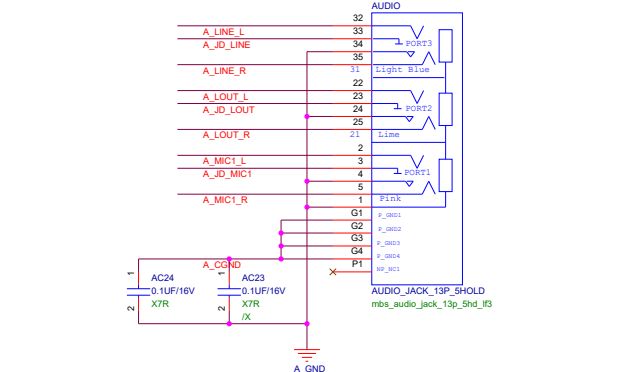 AUDIO
32
A_LINE_L
33
A_JD_LINE
34
PORT3
35
A_LINE_R
31 Light Blue
22
A_LOUT_L
23
A_JD_LOUT
24
PORT2
25
A_LOUT_R
21 Lime
2
A_MIC1_L
3
A_JD_MIC1
4
PORT1
5
A_MIC1_R
1 Pink
G1 P_GND1
G2 P_GND2
G3 P_GND3
G4 P_GND4
A_CGND
P1 NP_NC1
1 AC24
0.1UF/16V
2 X7R
1 AC23
0.1UF/16V
2 X7R
/X
AUDIO_JACK_13P_5HOLD
mbs_audio_jack_13p_5hd_lf3
A_GND